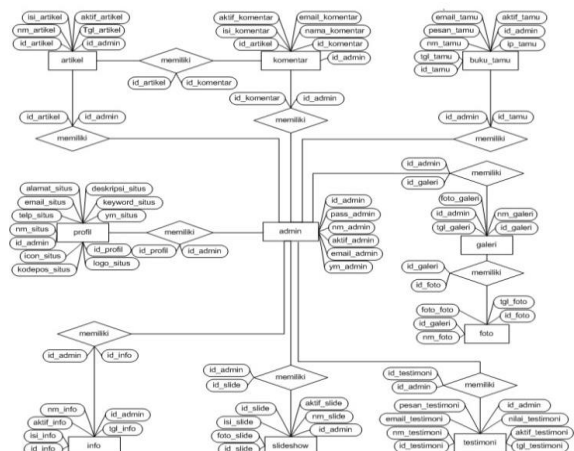 isi_artikel aktif_artikel
nm_artikel Tgl_artikel
id_artikel id_admin
artikel
memiliki
id_artikel id_komentar
aktif_komentar email_komentar
isi_komentar nama_komentar
id_artikel id_komentar
komentar id_admin
email_tamu aktif_tamu
pesan_tamu id_admin
nm_tamu ip_tamu
tgl_tamu buku_tamu
id_tamu
id_artikel id_admin
memiliki
id_komentar id_admin
memiliki
id_admin id_tamu
memiliki
id_admin
id_galeri
memiliki
alamat_situs deskripsi_situs
email_situs keyword_situs
telp_situs ym_situs
nm_situs profil
id_admin
icon_situs id_profil
kodepos_situs logo_situs
memiliki
id_profil id_admin
admin
id_admin
pass_admin
nm_admin
aktif_admin
email_admin
ym_admin
foto_galeri
id_admin nm_galeri
tgl_galeri id_galeri
galeri
id_galeri
id_foto
memiliki
foto_foto tgl_foto
id_galeri id_foto
nm_foto foto
memiliki
id_admin id_info
nm_info id_admin
aktif_info tgl_info
isi_info
id_info info
id_admin
id_slide
memiliki
id_slide aktif_slide
isi_slide nm_slide
foto_slide id_admin
id_slide slideshow
id_testimoni
id_admin
memiliki
pesan_testimoni id_admin
email_testimoni nilai_testimoni
nm_testimoni aktif_testimoni
id_testimoni testimoni tgl_testimoni